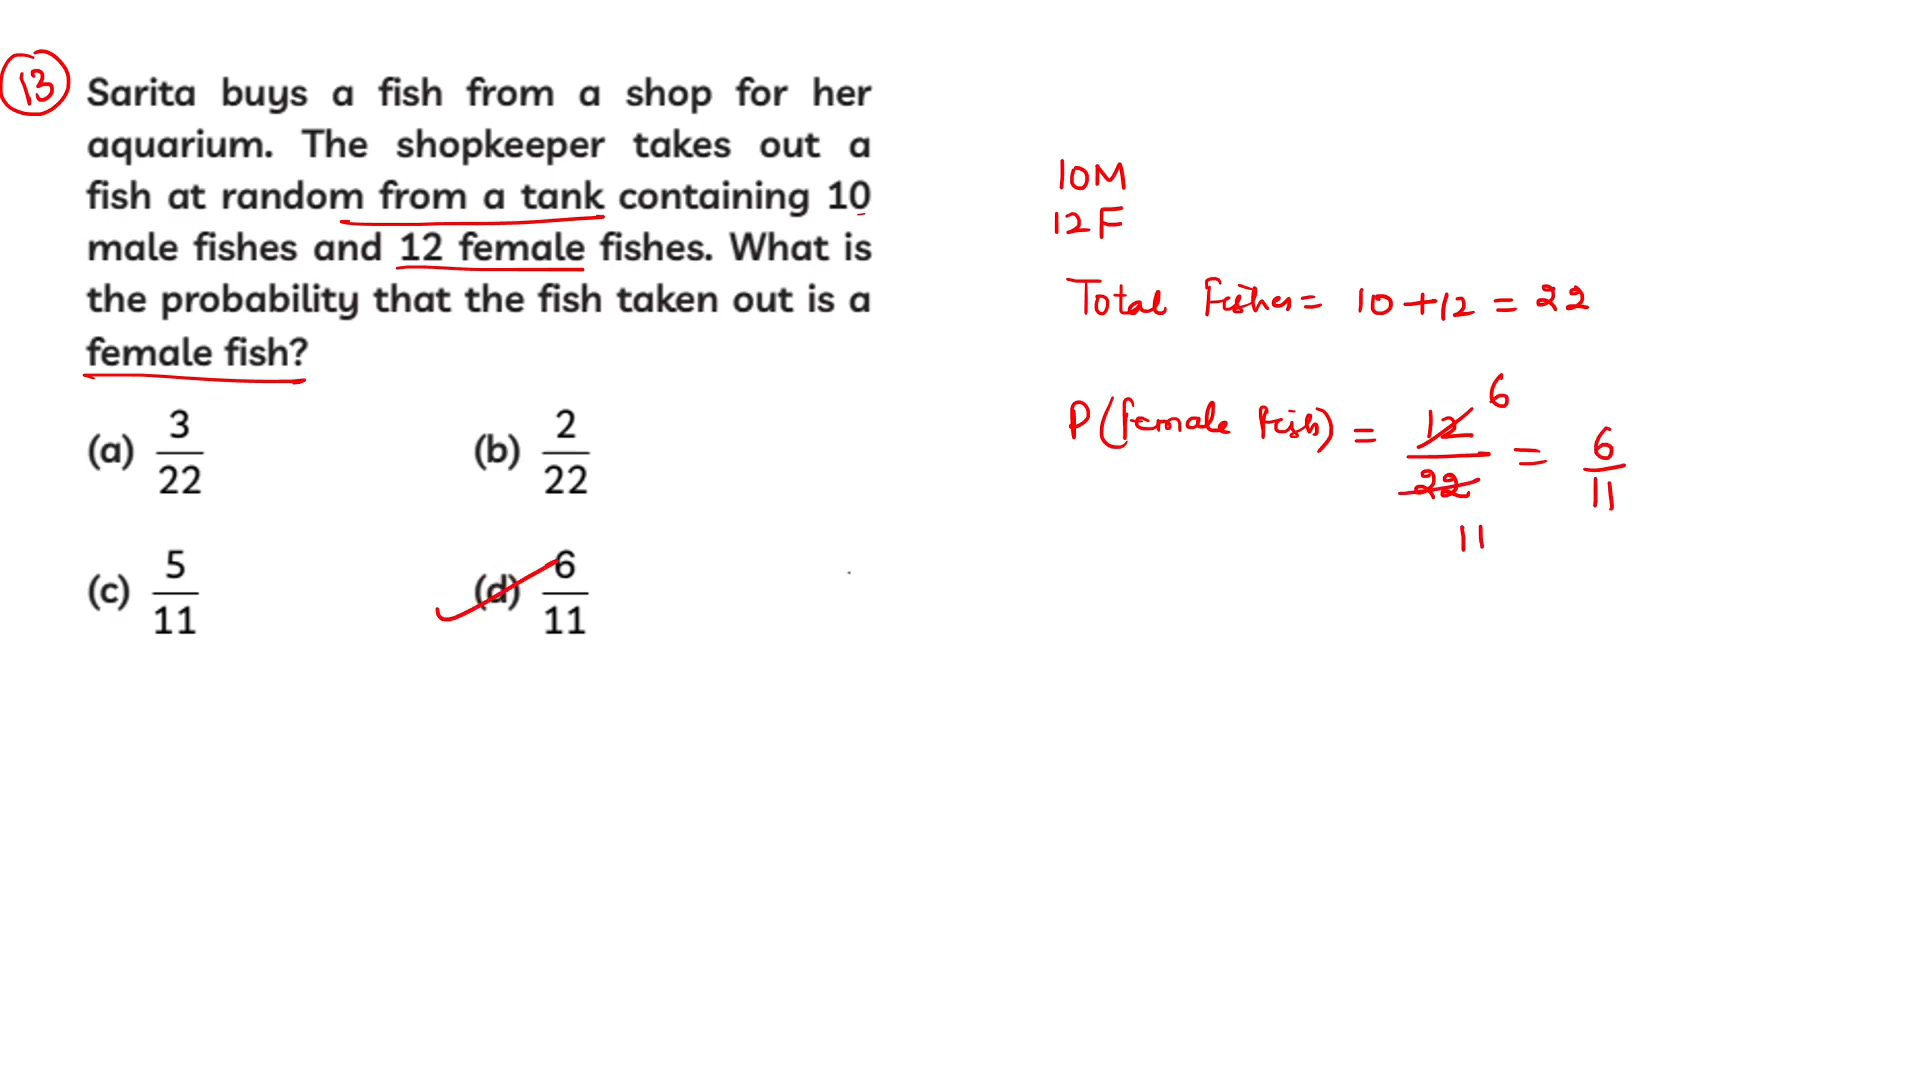 13
Sarita buys a fish from a shop for her
aquarium. The shopkeeper takes out a
fish at random from a tank containing 10
male fishes and 12 female fishes. What is
the probability that the fish taken out is a
female fish?
(a) 3/22 (b) 2/22
(c) 5/11 (d) 6/11
10M
12F
Total Fishes = 10 + 12 = 22
P(female fish) = 12/22 = 6/11
6
11